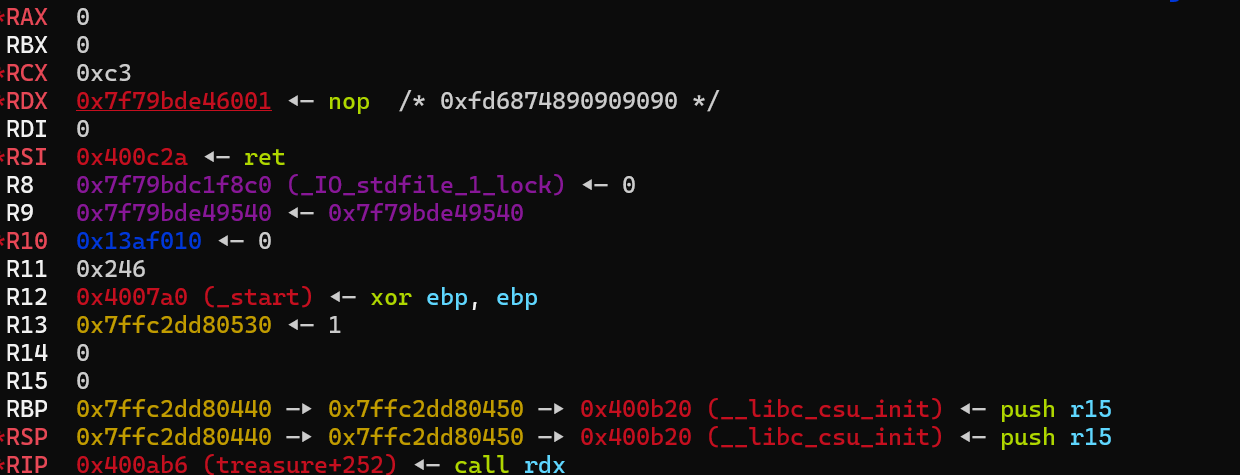 *RAX 0
RBX 0
*RCX 0xc3
*RDX 0x7f79bde46001 ◂— nop /* 0xfd6874890909090 */
RDI 0
*RSI 0x400c2a ◂— ret
R8 0x7f79bdc1f8c0 (_IO_stdfile_1_lock) ◂— 0
R9 0x7f79bde49540 ◂— 0x7f79bde49540
*R10 0x13af010 ◂— 0
R11 0x246
R12 0x4007a0 (_start) ◂— xor ebp, ebp
R13 0x7ffc2dd80530 ◂— 1
R14 0
R15 0
RBP 0x7ffc2dd80440 —▸ 0x7ffc2dd80450 —▸ 0x400b20 (__libc_csu_init) ◂— push r15
*RSP 0x7ffc2dd80440 —▸ 0x7ffc2dd80450 —▸ 0x400b20 (__libc_csu_init) ◂— push r15
*RIP 0x400ab6 (treasure+252) ◂— call rdx